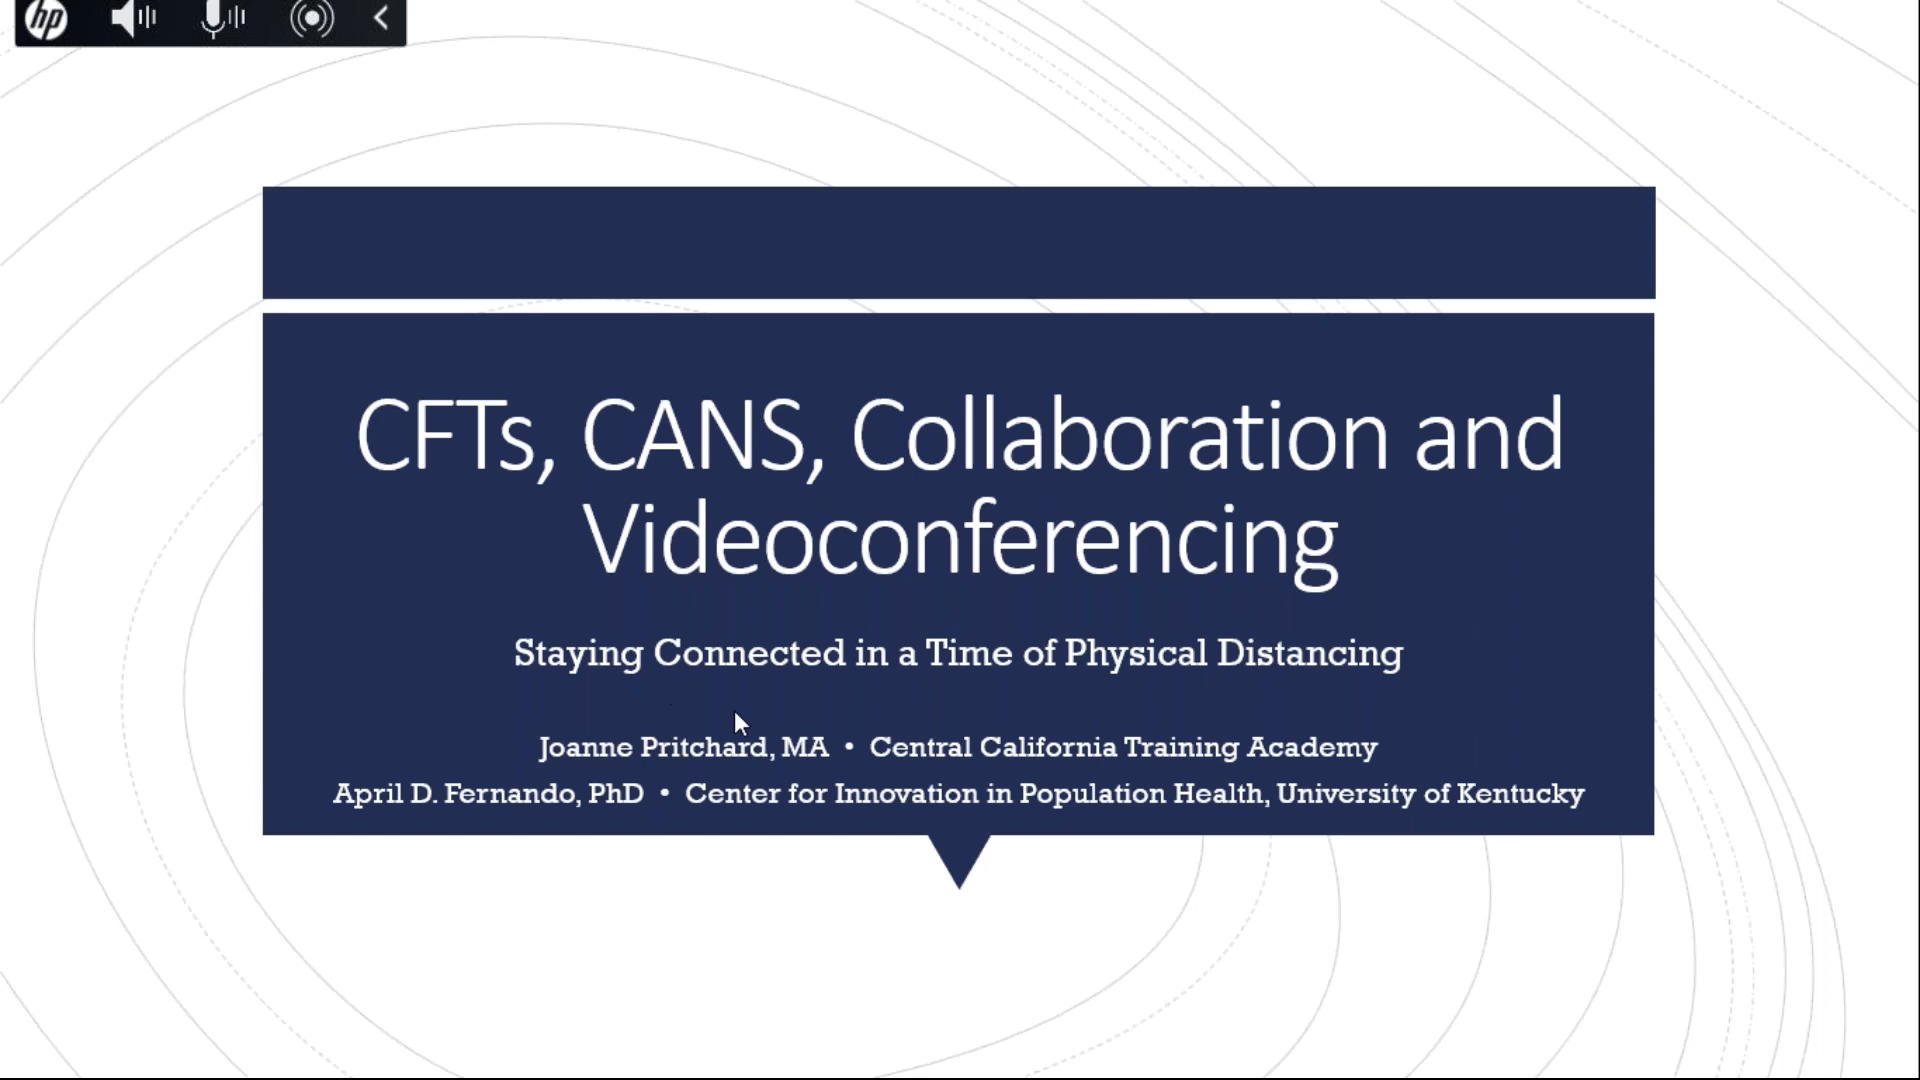 hp
CFTs, CANS, Collaboration and
Videoconferencing
Staying Connected in a Time of Physical Distancing
Joanne Pritchard, MA • Central California Training Academy
April D. Fernando, PhD • Center for Innovation in Population Health, University of Kentucky